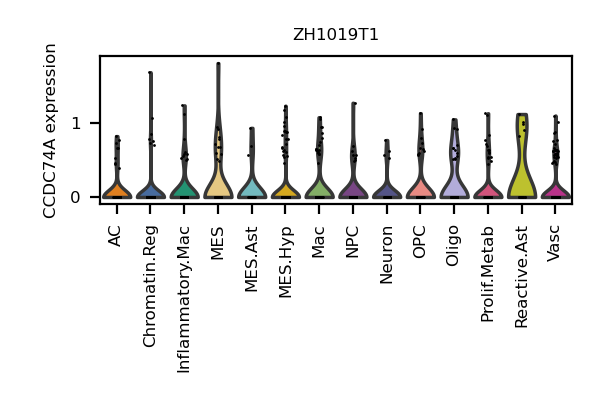 ZH1019T1
CCDC74A expression
1
0
AC
Chromatin.Reg
Inflammatory.Mac
MES
MES.Ast
MES.Hyp
Mac
NPC
Neuron
OPC
Oligo
Prolif.Metab
Reactive.Ast
Vasc